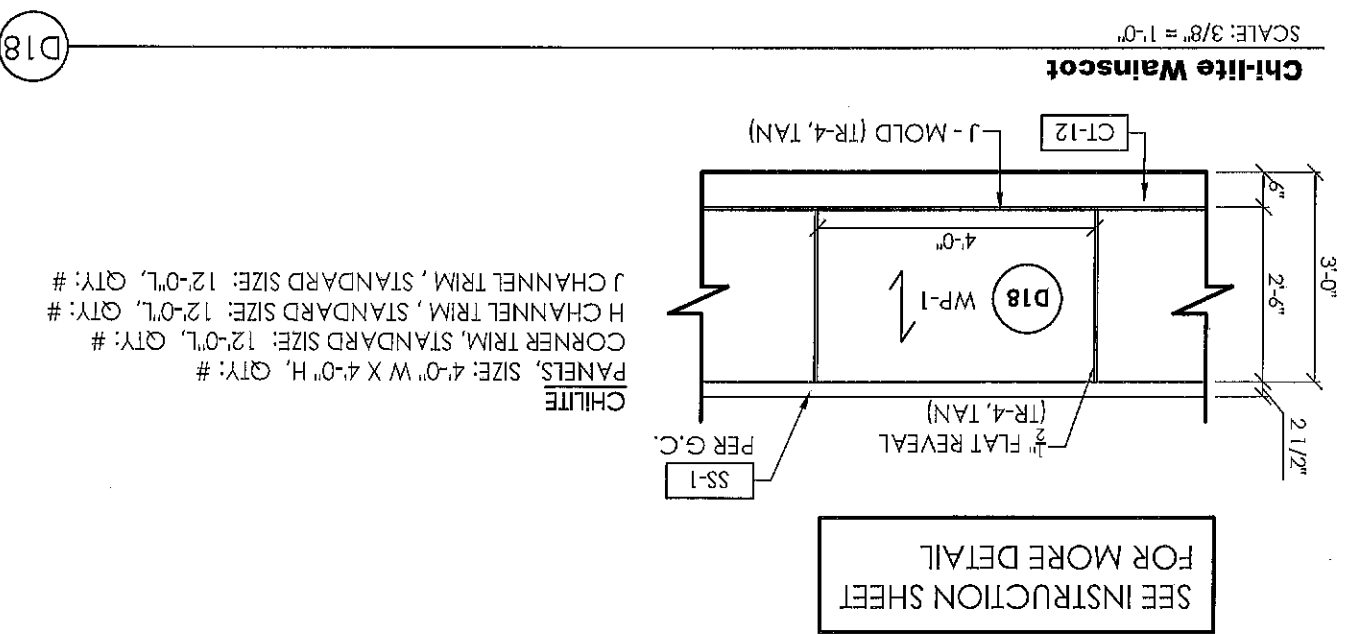 SEE INSTRUCTION SHEET
FOR MORE DETAIL
SS-1
PER G.C.
1/2" FLAT REVEAL
(TR-4, TAN)
2 1/2"
3'-0"
2'-6"
6"
D18
WP-1
4'-0"
CT-12
J - MOLD (TR-4, TAN)
CHILITE
PANELS, SIZE: 4'-0" W X 4'-0" H, QTY: #
CORNER TRIM, STANDARD SIZE: 12'-0"L, QTY: #
H CHANNEL TRIM , STANDARD SIZE: 12'-0"L, QTY: #
J CHANNEL TRIM , STANDARD SIZE: 12'-0"L, QTY: #
Chi-lite Wainscot
SCALE: 3/8" = 1'-0"
D18